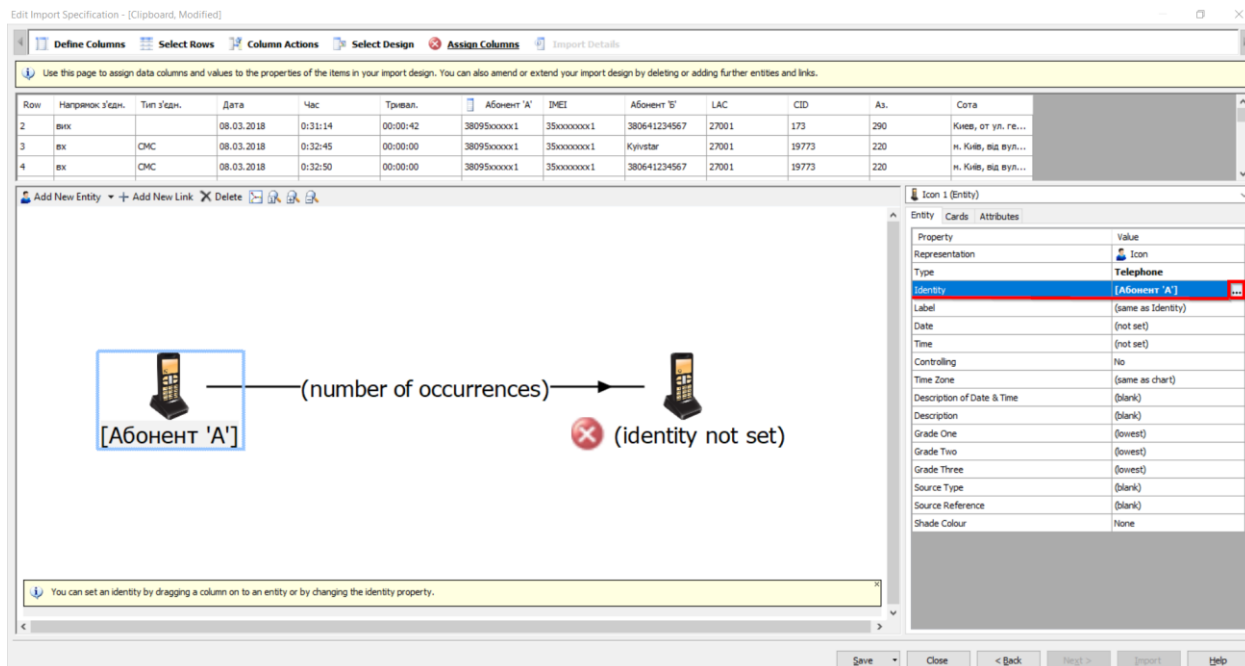 Edit Import Specification - [Clipboard, Modified]
Define Columns Select Rows Column Actions Select Design Assign Columns Import Details
Use this page to assign data columns and values to the properties of the items in your import design. You can also amend or extend your import design by deleting or adding further entities and links.
Row Напрямок з'єдн. Тип з'єдн. Дата Час Тривал. Абонент 'А' IMEI Абонент 'Б' LAC CID Аз. Сота
2 вих 08.03.2018 0:31:14 00:00:42 38095xxxxx1 35xxxxxxx1 380641234567 27001 173 290 Киев, от ул. ге...
3 вх СМС 08.03.2018 0:32:45 00:00:00 38095xxxxx1 35xxxxxxx1 Kyivstar 27001 19773 220 м. Київ, від вул...
4 вх СМС 08.03.2018 0:32:50 00:00:00 38095xxxxx1 35xxxxxxx1 380641234567 27001 19773 220 м. Київ, від вул...
Add New Entity Add New Link Delete
Icon 1 (Entity)
Entity Cards Attributes
Property Value
Representation Icon
Type Telephone
Identity [Абонент 'А'] ...
Label (same as Identity)
Date (not set)
Time (not set)
Controlling No
Time Zone (same as chart)
Description of Date & Time (blank)
Description (blank)
Grade One (lowest)
Grade Two (lowest)
Grade Three (lowest)
Source Type (blank)
Source Reference (blank)
Shade Colour None
(number of occurrences)
[Абонент 'А'] (identity not set)
You can set an identity by dragging a column on to an entity or by changing the identity property.
Save Close < Back Next > Import Help